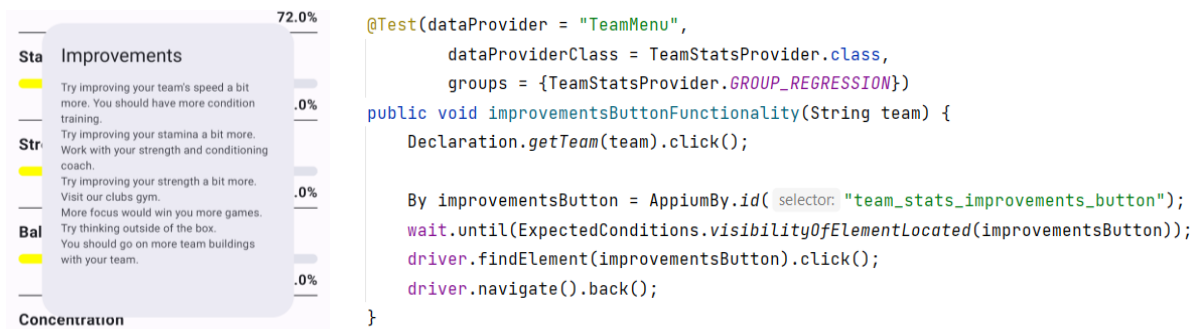 72.0%
Improvements
Sta
Try improving your team's speed a bit
more. You should have more condition
training.
.0%
Try improving your stamina a bit more.
Work with your strength and conditioning
coach.
Str
Try improving your strength a bit more.
Visit our clubs gym.
.0%
More focus would win you more games.
Try thinking outside of the box.
Bal
You should go on more team buildings
with your team.
.0%
Concentration
@Test(dataProvider = "TeamMenu",
dataProviderClass = TeamStatsProvider.class,
groups = {TeamStatsProvider.GROUP_REGRESSION})
public void improvementsButtonFunctionality(String team) {
Declaration.getTeam(team).click();
By improvementsButton = AppiumBy.id( selector: "team_stats_improvements_button");
wait.until(ExpectedConditions.visibilityOfElementLocated(improvementsButton));
driver.findElement(improvementsButton).click();
driver.navigate().back();
}